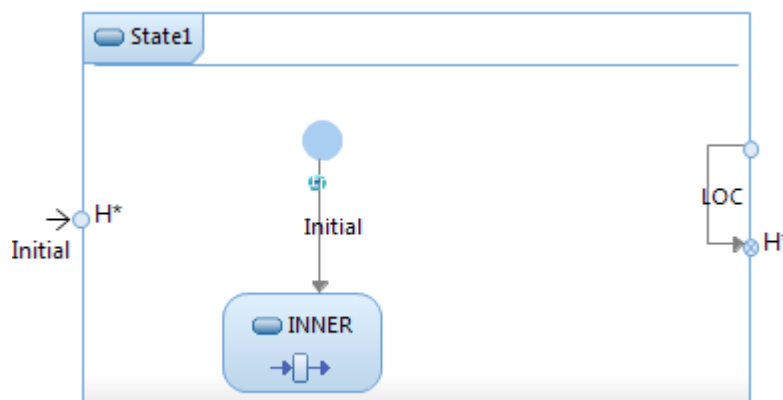 State1
H*
Initial
Initial
LOC
H*
INNER